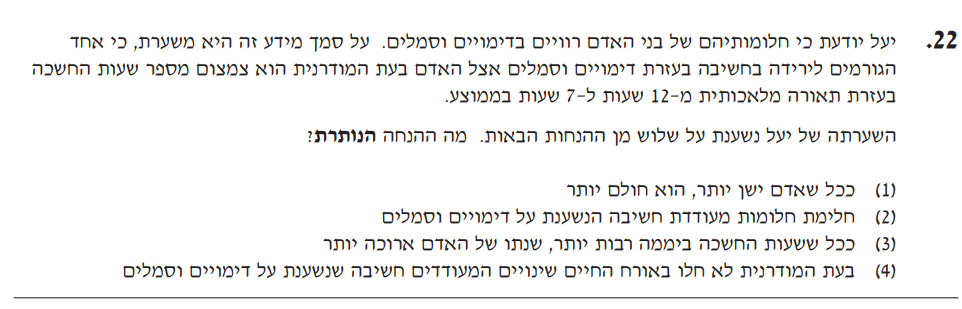 22. יעל יודעת כי חלומותיהם של בני האדם רוויים בדימויים וסמלים. על סמך מידע זה היא משערת, כי אחד
הגורמים לירידה בחשיבה בעזרת דימויים וסמלים אצל האדם בעת המודרנית הוא צמצום מספר שעות החשכה
בעזרת תאורה מלאכותית מ-12 שעות ל-7 שעות בממוצע.
השערתה של יעל נשענת על שלוש מן ההנחות הבאות. מה ההנחה הנותרת?
(1) ככל שאדם ישן יותר, הוא חולם יותר
(2) חלימת חלומות מעודדת חשיבה הנשענת על דימויים וסמלים
(3) ככל ששעות החשכה ביממה רבות יותר, שנתו של האדם ארוכה יותר
(4) בעת המודרנית לא חלו באורח החיים שינויים המעודדים חשיבה שנשענת על דימויים וסמלים